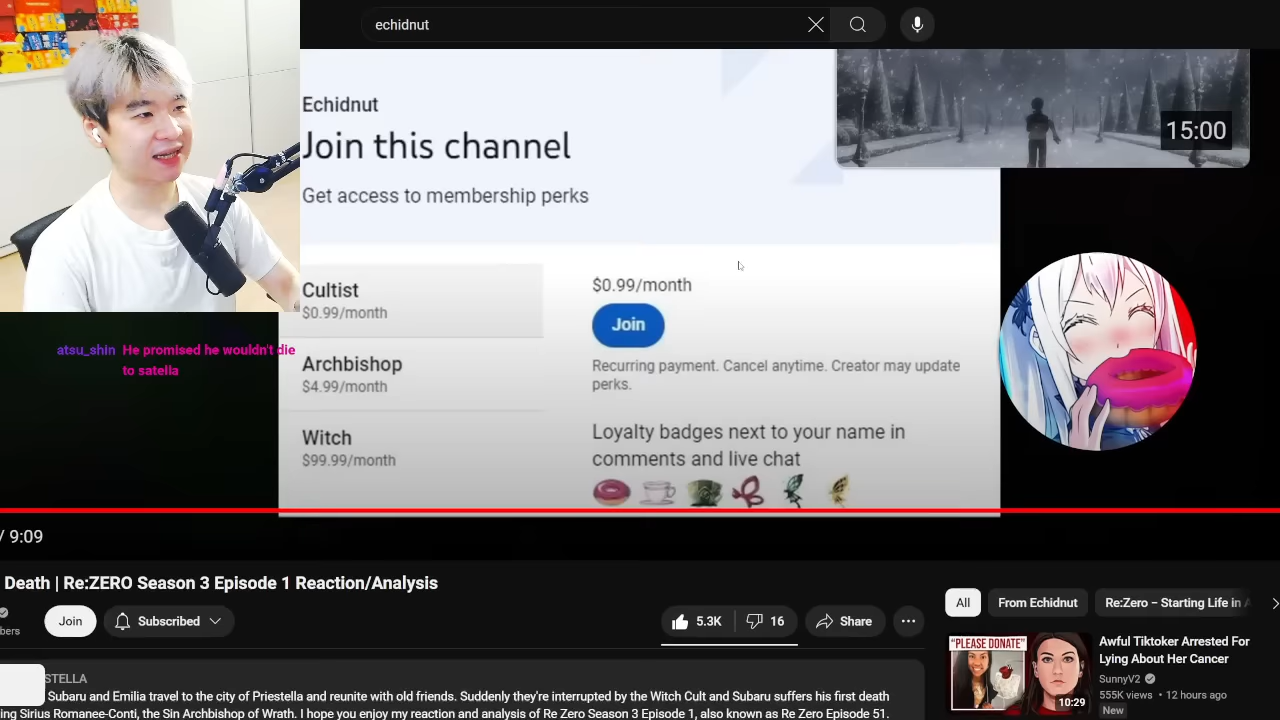 echidnut
15:00
Echidnut
Join this channel
Get access to membership perks
Cultist
$0.99/month
Archbishop
$4.99/month
Witch
$99.99/month
$0.99/month
Join
Recurring payment. Cancel anytime. Creator may update
perks.
Loyalty badges next to your name in
comments and live chat
atsu_shin He promised he wouldn't die
to satella
/ 9:09
Death | Re:ZERO Season 3 Episode 1 Reaction/Analysis
bers
Join
Subscribed
5.3K
16
Share
STELLA
Subaru and Emilia travel to the city of Priestella and reunite with old friends. Suddenly they're interrupted by the Witch Cult and Subaru suffers his first death
ing Sirius Romanee-Conti, the Sin Archbishop of Wrath. I hope you enjoy my reaction and analysis of Re Zero Season 3 Episode 1, also known as Re Zero Episode 51.
All
From Echidnut
Re:Zero − Starting Life in A
"PLEASE DONATE"
10:29
Awful Tiktoker Arrested For
Lying About Her Cancer
SunnyV2
555K views • 12 hours ago
New